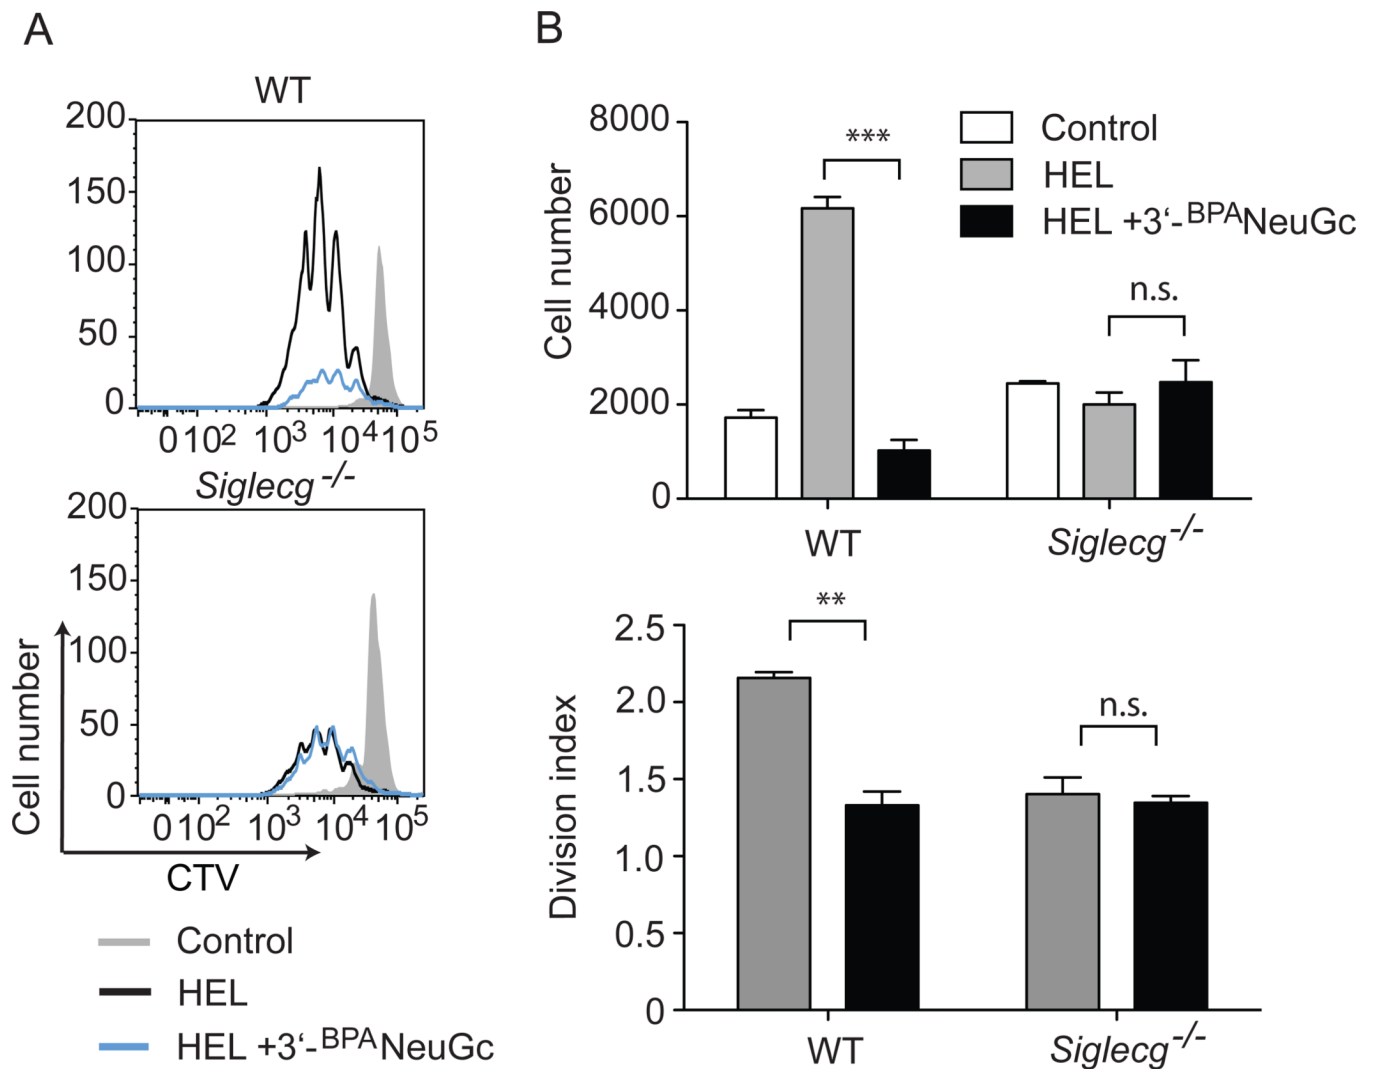 A
WT
200
150
100
50
0
0 10² 10³ 10⁴ 10⁵
Siglecg -/-
200
150
100
50
0
0 10² 10³ 10⁴ 10⁵
Cell number
CTV
Control
HEL
HEL +3‘-BPANeuGc
B
8000
6000
4000
2000
0
Cell number
***
n.s.
Control
HEL
HEL +3‘-BPANeuGc
WT
Siglecg -/-
2.5
2.0
1.5
1.0
0.5
0
Division index
**
n.s.
WT
Siglecg -/-